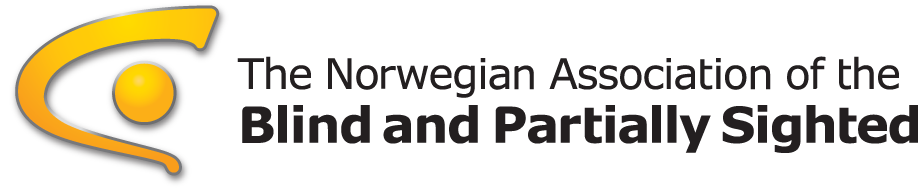 The Norwegian Association of the
Blind and Partially Sighted